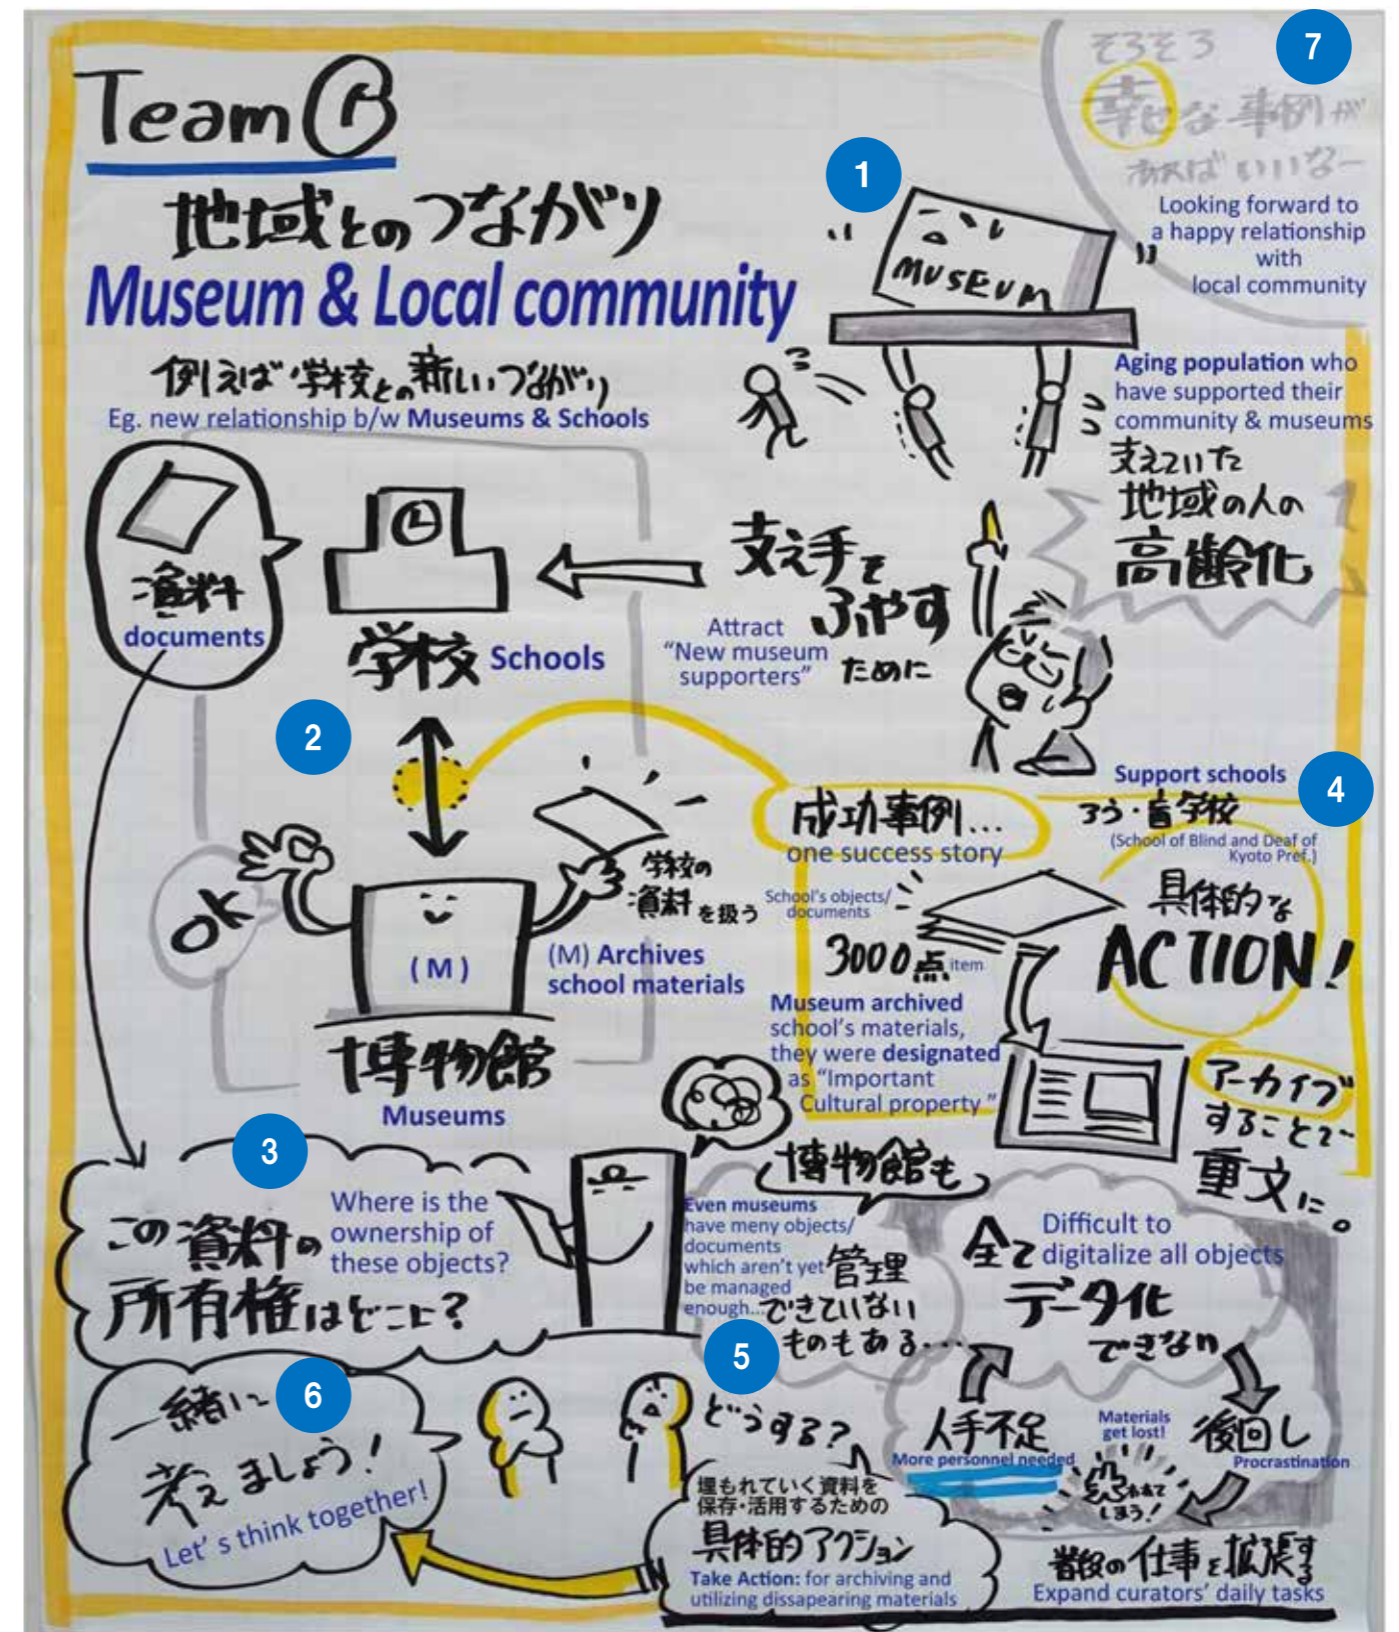 Team B
地域とのつながり
Museum & Local community
例えば 学校との新しいつながり
Eg. new relationship b/w Museums & Schools
7
そろそろ
幸せな事例が
あればいいなー
Looking forward to
a happy relationship
with
local community
1
MUSEUM
Aging population who
have supported their
community & museums
支えていた
地域の人の
高齢化
資料
documents
学校 Schools
支え手を
ふやす
ために
Attract
“New museum
supporters”
2
OK
(M)
学校の
資料を扱う
(M) Archives
school materials
博物館
Museums
4
Support schools
ろう・盲学校
(School of Blind and Deaf of
Kyoto Pref.)
成功事例...
one success story
School's objects/
documents
3000点 item
Museum archived
school's materials,
they were designated
as “Important
Cultural property ”
具体的な
ACTION!
アーカイブ
することで
重文に。
3
この資料の
所有権はどこに?
Where is the
ownership of
these objects?
博物館も
Even museums
have meny objects/
documents
which aren't yet
be managed
enough...
管理
できていない
ものもある....
全て
データ化
できない
Difficult to
digitalize all objects
5
どうする?
人手不足
More personnel needed
Materials
get lost!
しまう!
後回し
Procrastination
普段の仕事を拡張する
Expand curators' daily tasks
埋もれていく資料を
保存・活用するための
具体的アクション
Take Action: for archiving and
utilizing dissapearing materials
6
一緒に
考えましょう!
Let' s think together!